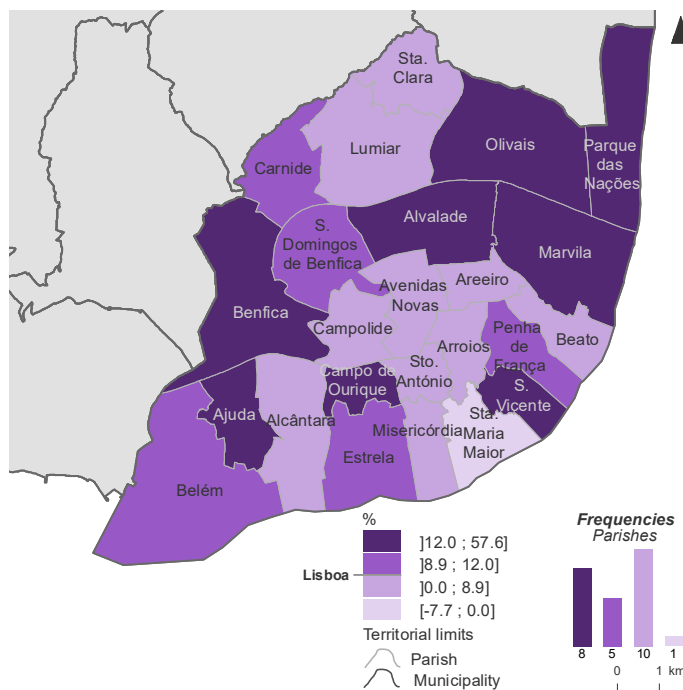 Sta.
Clara
Olivais
Parque
das
Nações
Lumiar
Carnide
Alvalade
S.
Domingos
de Benfica
Marvila
Avenidas
Novas
Areeiro
Benfica
Campolide
Penha
de
França
Beato
Arroios
Sto.
António
Campo de
Ourique
S.
Vicente
Ajuda
Alcântara
Misericórdia
Sta.
Maria
Maior
Estrela
Belém
%
]12.0 ; 57.6]
]8.9 ; 12.0]
Lisboa
]0.0 ; 8.9]
[-7.7 ; 0.0]
Territorial limits
Parish
Municipality
Frequencies
Parishes
8 5 10 1
0 1 km